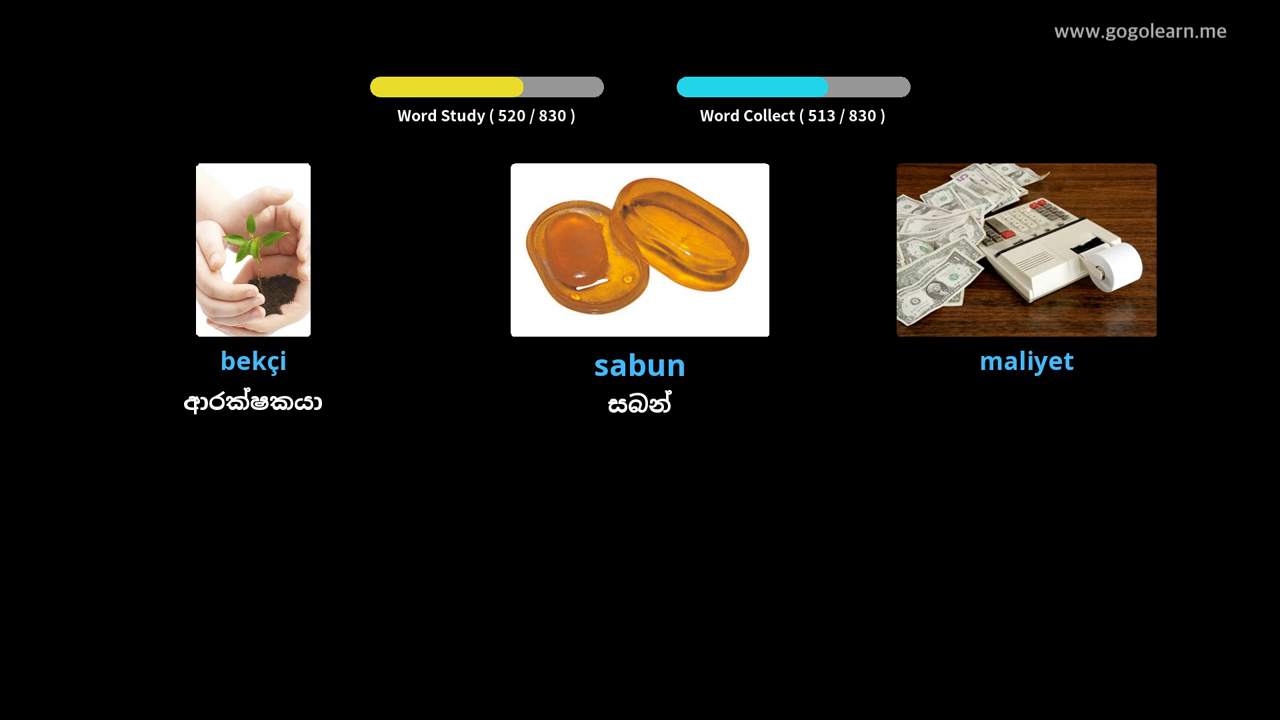 www.gogolearn.me
Word Study ( 520 / 830 )
Word Collect ( 513 / 830 )
bekçi
ආරක්ෂකයා
sabun
සබන්
maliyet